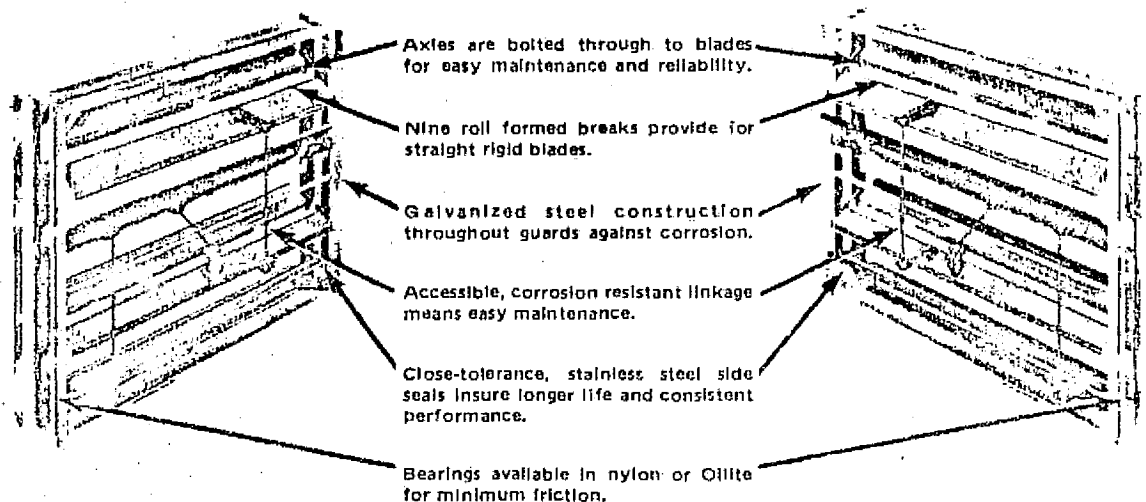 Axles are bolted through to blades
for easy maintenance and reliability.
Nine roll formed breaks provide for
straight rigid blades.
Galvanized steel construction
throughout guards against corrosion.
Accessible, corrosion resistant linkage
means easy maintenance.
Close-tolerance, stainless steel side
seals insure longer life and consistent
performance.
Bearings available in nylon or Oilite
for minimum friction.